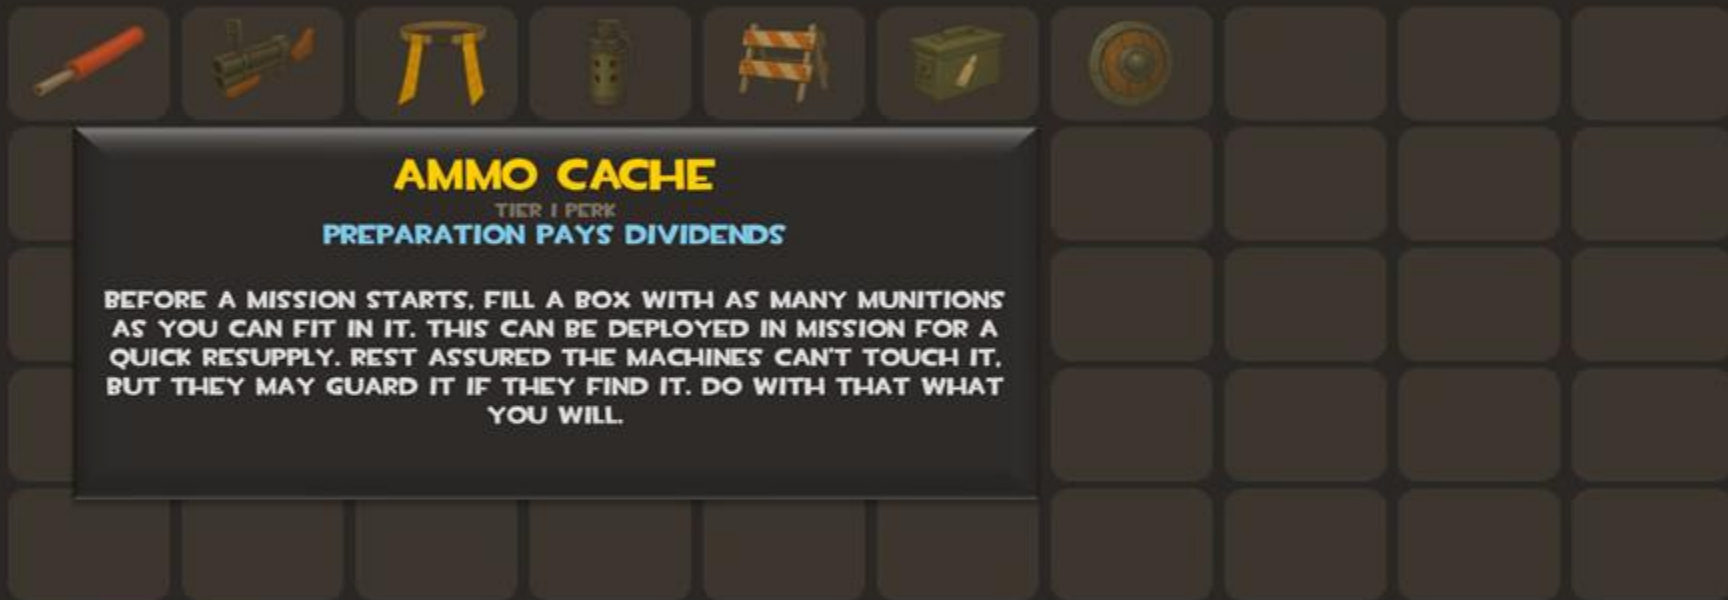 AMMO CACHE
TIER 1 PERK
PREPARATION PAYS DIVIDENDS
BEFORE A MISSION STARTS, FILL A BOX WITH AS MANY MUNITIONS
AS YOU CAN FIT IN IT. THIS CAN BE DEPLOYED IN MISSION FOR A
QUICK RESUPPLY. REST ASSURED THE MACHINES CAN'T TOUCH IT,
BUT THEY MAY GUARD IT IF THEY FIND IT. DO WITH THAT WHAT
YOU WILL.